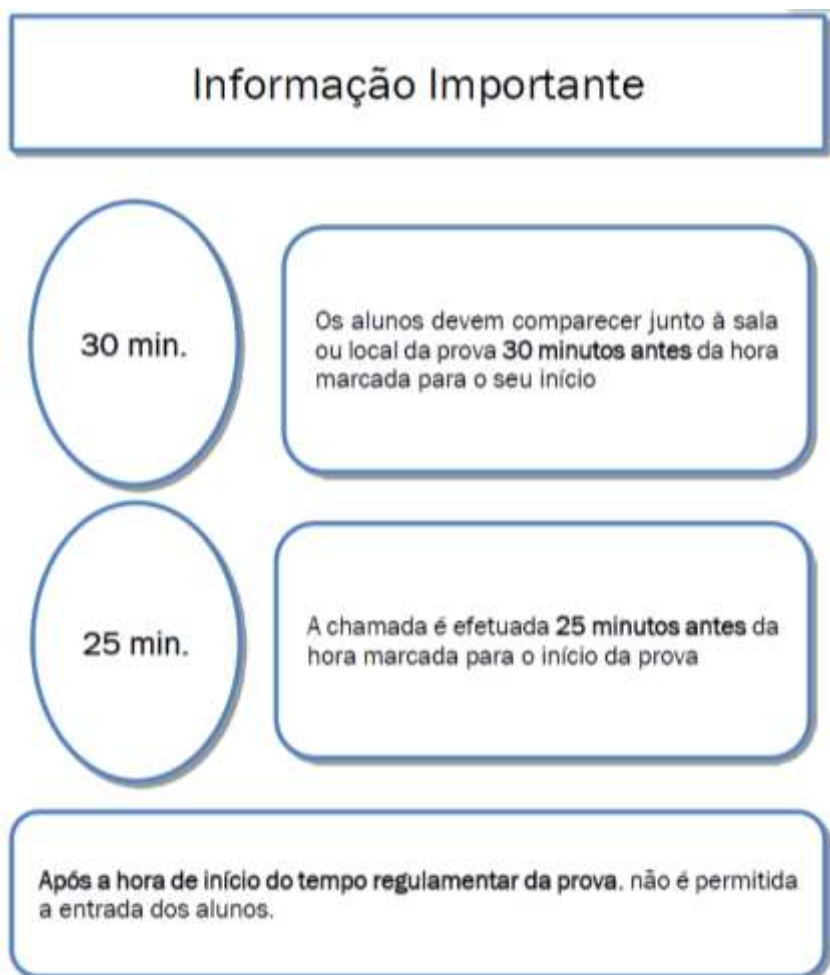 Informação Importante
30 min.
Os alunos devem comparecer junto à sala
ou local da prova 30 minutos antes da hora
marcada para o seu início
25 min.
A chamada é efetuada 25 minutos antes da
hora marcada para o início da prova
Após a hora de início do tempo regulamentar da prova, não é permitida
a entrada dos alunos.